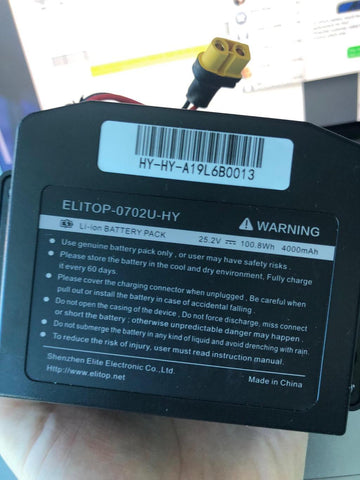 HY-HY-A19L6B0013
ELITOP-0702U-HY
WARNING
Li-ion BATTERY PACK
25.2V ⎓ 100.8Wh 4000mAh
● Use genuine battery pack only , or user may have safety risks .
● Please store the battery in the cool and dry environment, Fully charge
it every 60 days.
● Please cover the charging connector when unplugged . Be careful when
pull out or install the battery in case of accidental falling .
● Do not open the casing of the device . Do not force discharge, miss connect
or short the battery ; otherwise unpredictable danger may happen .
● Do not submerge the battery in any kind of liquid and avoid drenching with rain.
● To reduce the risk of injury, user must read instruction manual.
Shenzhen Elite Electronic Co.,Ltd.
Http://www.elitop.net
Made in China